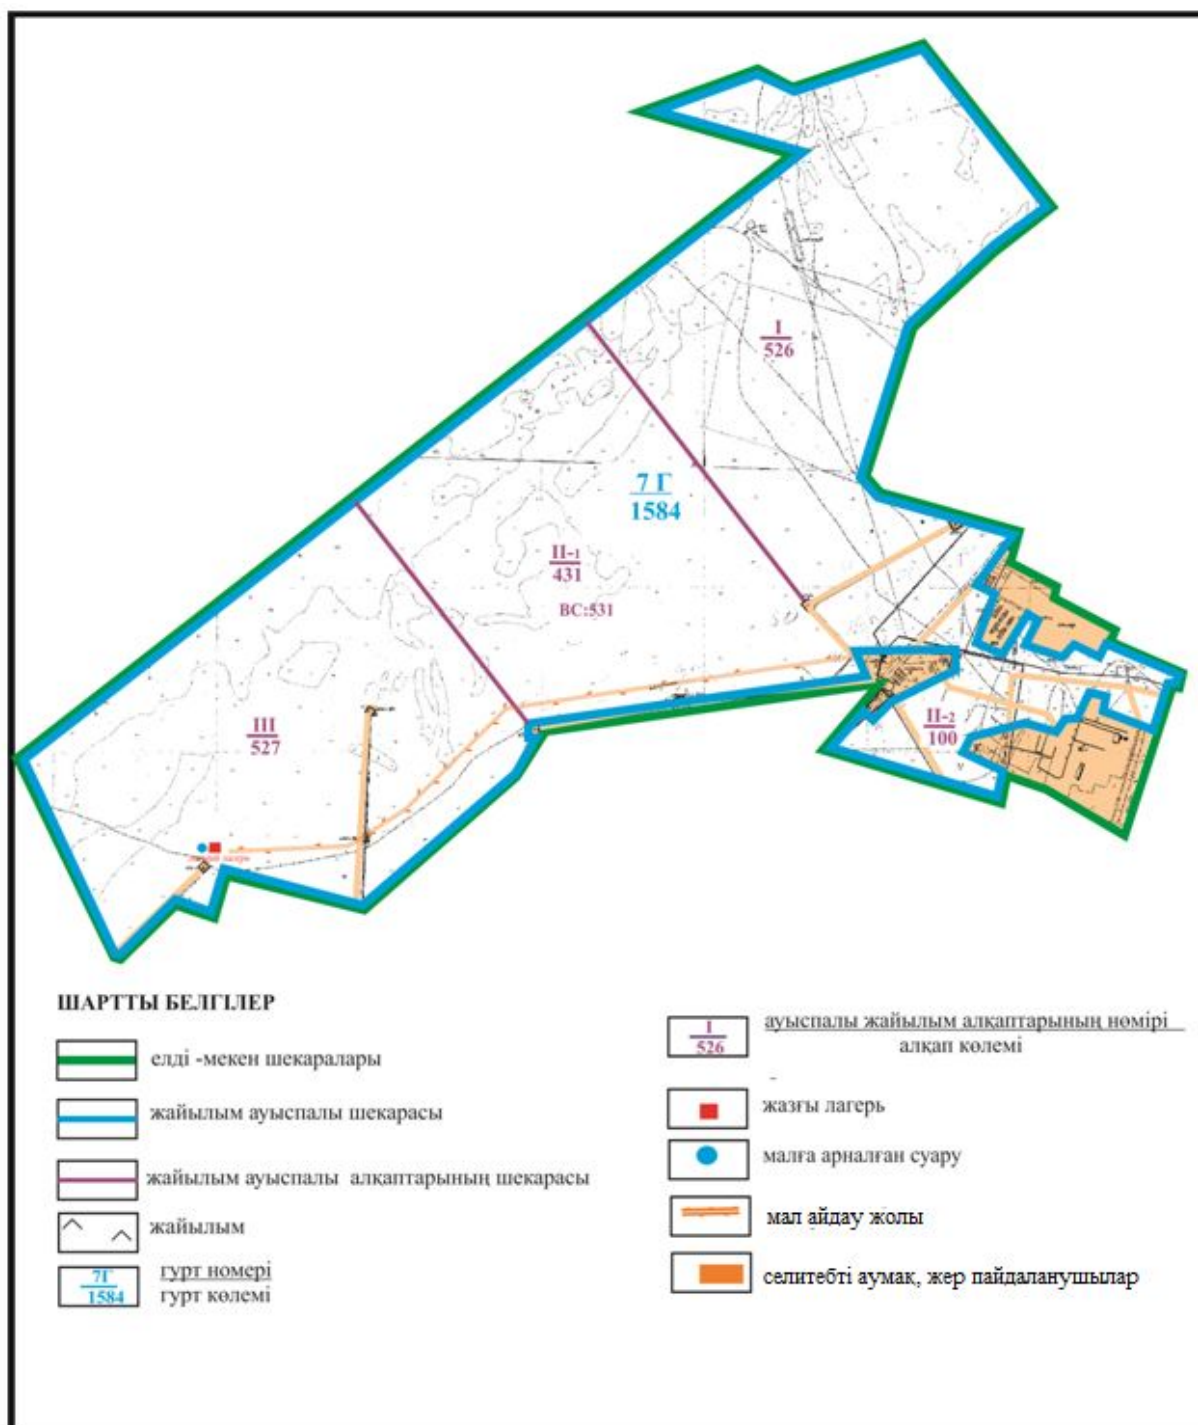 I
526
7 Г
1584
II-1
431
ВС:531
III
527
II-2
100
ШАРТТЫ БЕЛГІЛЕР
елді -мекен шекаралары
жайылым ауыспалы шекарасы
жайылым ауыспалы алқаптарының шекарасы
жайылым
7Г
1584
гурт номері
гурт көлемі
I
526
ауыспалы жайылым алқаптарының нөмірі
алқап көлемі
жазғы лагерь
малға арналған суару
мал айдау жолы
селитебті аумақ, жер пайдаланушылар